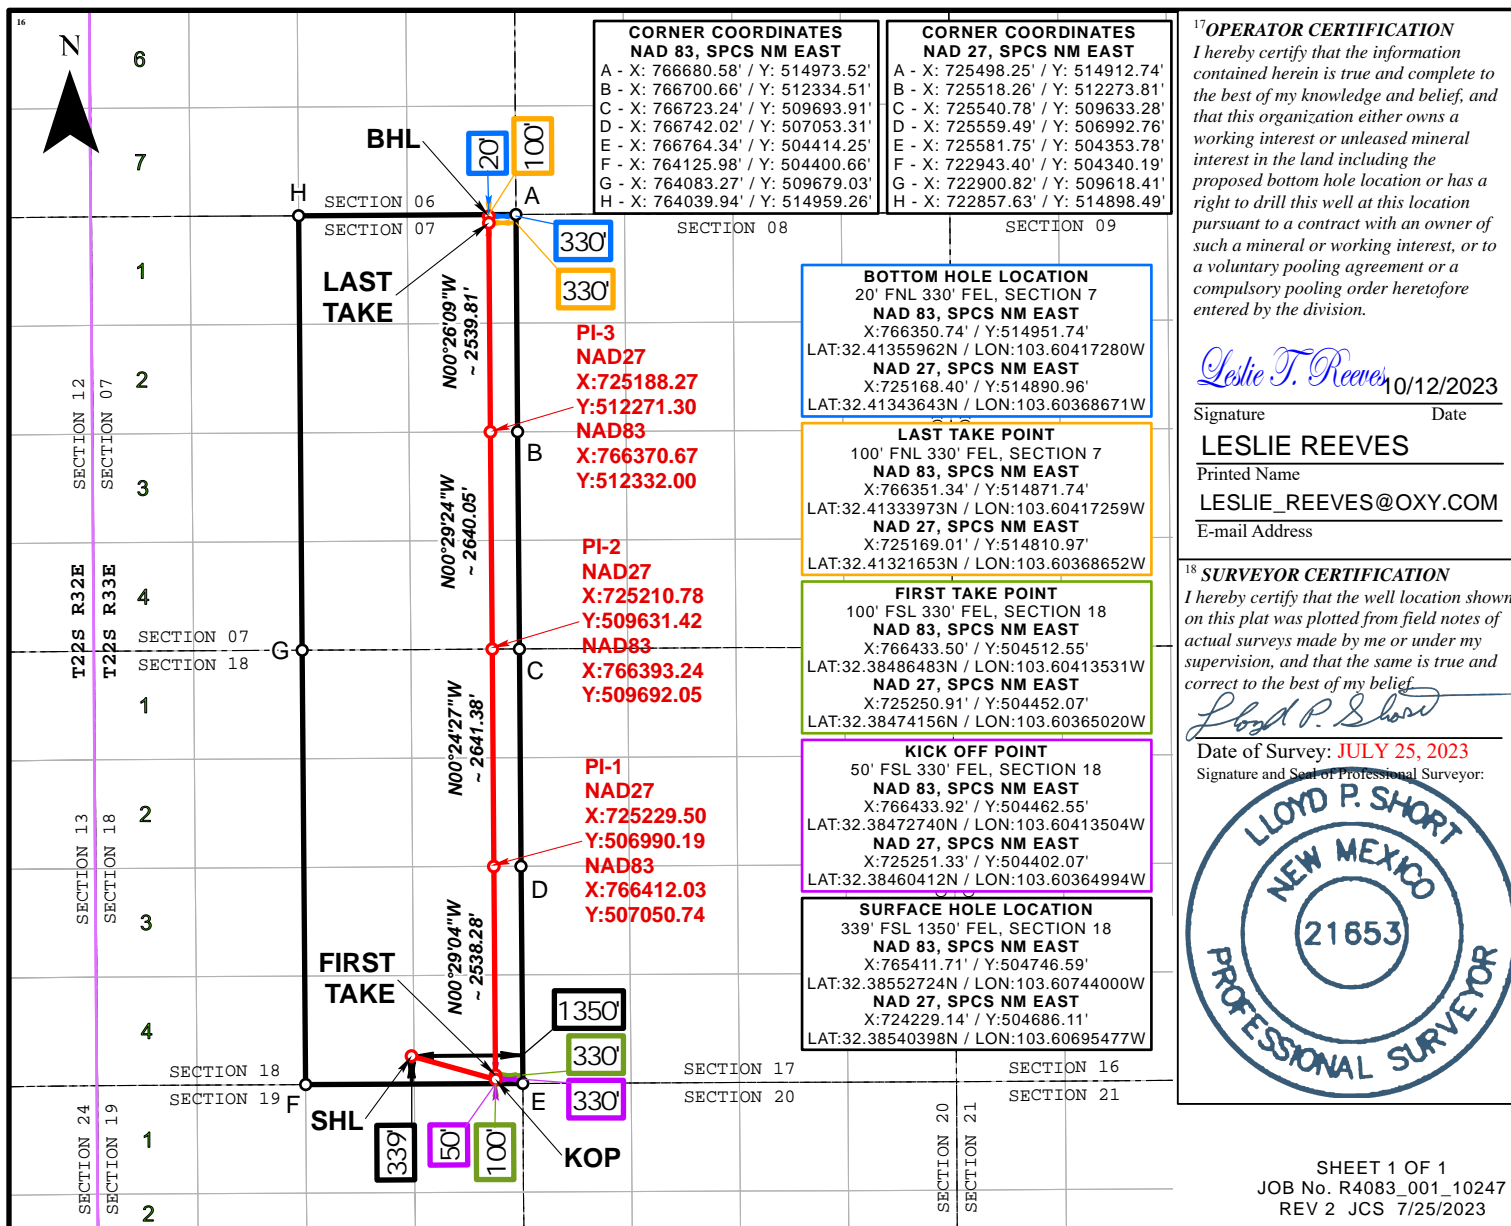 16
N
6
7
1
2
3
4
1
2
3
4
1
2
SECTION 12
SECTION 07
T22S R32E
T22S R33E
SECTION 07
SECTION 18
SECTION 13
SECTION 18
SECTION 24
SECTION 19
H
SECTION 06
SECTION 07
BHL
20'
100'
A
330'
330'
LAST
TAKE
SECTION 08
SECTION 09
N00°26'09"W
~ 2539.81'
B
N00°29'24"W
~ 2640.05'
G
C
N00°24'27"W
~ 2641.38'
D
N00°29'04"W
~ 2538.28'
FIRST
TAKE
1350'
330'
330'
SECTION 18
SECTION 19
F
E
SHL
339'
50'
100'
KOP
SECTION 17
SECTION 20
SECTION 16
SECTION 21
SECTION 20
SECTION 21
PI-3
NAD27
X:725188.27
Y:512271.30
NAD83
X:766370.67
Y:512332.00
PI-2
NAD27
X:725210.78
Y:509631.42
NAD83
X:766393.24
Y:509692.05
PI-1
NAD27
X:725229.50
Y:506990.19
NAD83
X:766412.03
Y:507050.74
CORNER COORDINATES
NAD 83, SPCS NM EAST
A - X: 766680.58' / Y: 514973.52'
B - X: 766700.66' / Y: 512334.51'
C - X: 766723.24' / Y: 509693.91'
D - X: 766742.02' / Y: 507053.31'
E - X: 766764.34' / Y: 504414.25'
F - X: 764125.98' / Y: 504400.66'
G - X: 764083.27' / Y: 509679.03'
H - X: 764039.94' / Y: 514959.26'
CORNER COORDINATES
NAD 27, SPCS NM EAST
A - X: 725498.25' / Y: 514912.74'
B - X: 725518.26' / Y: 512273.81'
C - X: 725540.78' / Y: 509633.28'
D - X: 725559.49' / Y: 506992.76'
E - X: 725581.75' / Y: 504353.78'
F - X: 722943.40' / Y: 504340.19'
G - X: 722900.82' / Y: 509618.41'
H - X: 722857.63' / Y: 514898.49'
BOTTOM HOLE LOCATION
20' FNL 330' FEL, SECTION 7
NAD 83, SPCS NM EAST
X:766350.74' / Y:514951.74'
LAT:32.41355962N / LON:103.60417280W
NAD 27, SPCS NM EAST
X:725168.40' / Y:514890.96'
LAT:32.41343643N / LON:103.60368671W
LAST TAKE POINT
100' FNL 330' FEL, SECTION 7
NAD 83, SPCS NM EAST
X:766351.34' / Y:514871.74'
LAT:32.41333973N / LON:103.60417259W
NAD 27, SPCS NM EAST
X:725169.01' / Y:514810.97'
LAT:32.41321653N / LON:103.60368652W
FIRST TAKE POINT
100' FSL 330' FEL, SECTION 18
NAD 83, SPCS NM EAST
X:766433.50' / Y:504512.55'
LAT:32.38486483N / LON:103.60413531W
NAD 27, SPCS NM EAST
X:725250.91' / Y:504452.07'
LAT:32.38474156N / LON:103.60365020W
KICK OFF POINT
50' FSL 330' FEL, SECTION 18
NAD 83, SPCS NM EAST
X:766433.92' / Y:504462.55'
LAT:32.38472740N / LON:103.60413504W
NAD 27, SPCS NM EAST
X:725251.33' / Y:504402.07'
LAT:32.38460412N / LON:103.60364994W
SURFACE HOLE LOCATION
339' FSL 1350' FEL, SECTION 18
NAD 83, SPCS NM EAST
X:765411.71' / Y:504746.59'
LAT:32.38552724N / LON:103.60744000W
NAD 27, SPCS NM EAST
X:724229.14' / Y:504686.11'
LAT:32.38540398N / LON:103.60695477W
17 OPERATOR CERTIFICATION
I hereby certify that the information
contained herein is true and complete to
the best of my knowledge and belief, and
that this organization either owns a
working interest or unleased mineral
interest in the land including the
proposed bottom hole location or has a
right to drill this well at this location
pursuant to a contract with an owner of
such a mineral or working interest, or to
a voluntary pooling agreement or a
compulsory pooling order heretofore
entered by the division.
Leslie T. Reeves 10/12/2023
Signature Date
LESLIE REEVES
Printed Name
LESLIE_REEVES@OXY.COM
E-mail Address
18 SURVEYOR CERTIFICATION
I hereby certify that the well location shown
on this plat was plotted from field notes of
actual surveys made by me or under my
supervision, and that the same is true and
correct to the best of my belief.
Lloyd P. Short
Date of Survey: JULY 25, 2023
Signature and Seal of Professional Surveyor:
LLOYD P. SHORT
NEW MEXICO
21653
PROFESSIONAL SURVEYOR
SHEET 1 OF 1
JOB No. R4083_001_10247
REV 2 JCS 7/25/2023